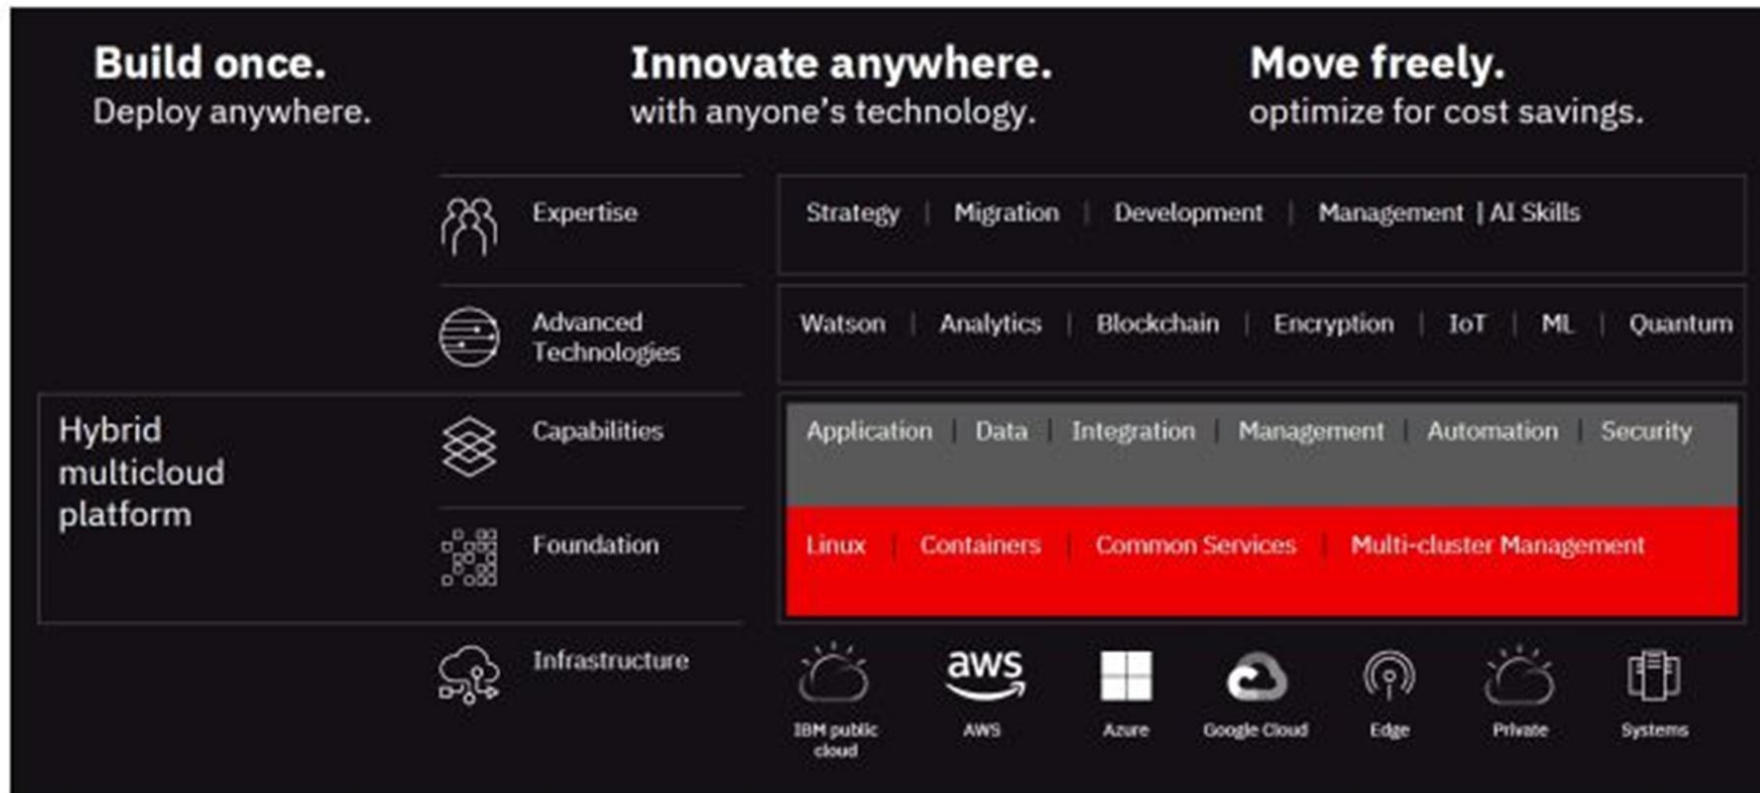 Build once.
Deploy anywhere.
Innovate anywhere.
with anyone's technology.
Move freely.
optimize for cost savings.
Expertise
Strategy | Migration | Development | Management | AI Skills
Advanced
Technologies
Watson | Analytics | Blockchain | Encryption | IoT | ML | Quantum
Hybrid
multicloud
platform
Capabilities
Application | Data | Integration | Management | Automation | Security
Foundation
Linux | Containers | Common Services | Multi-cluster Management
Infrastructure
aws
IBM public
cloud
AWS
Azure
Google Cloud
Edge
Private
Systems